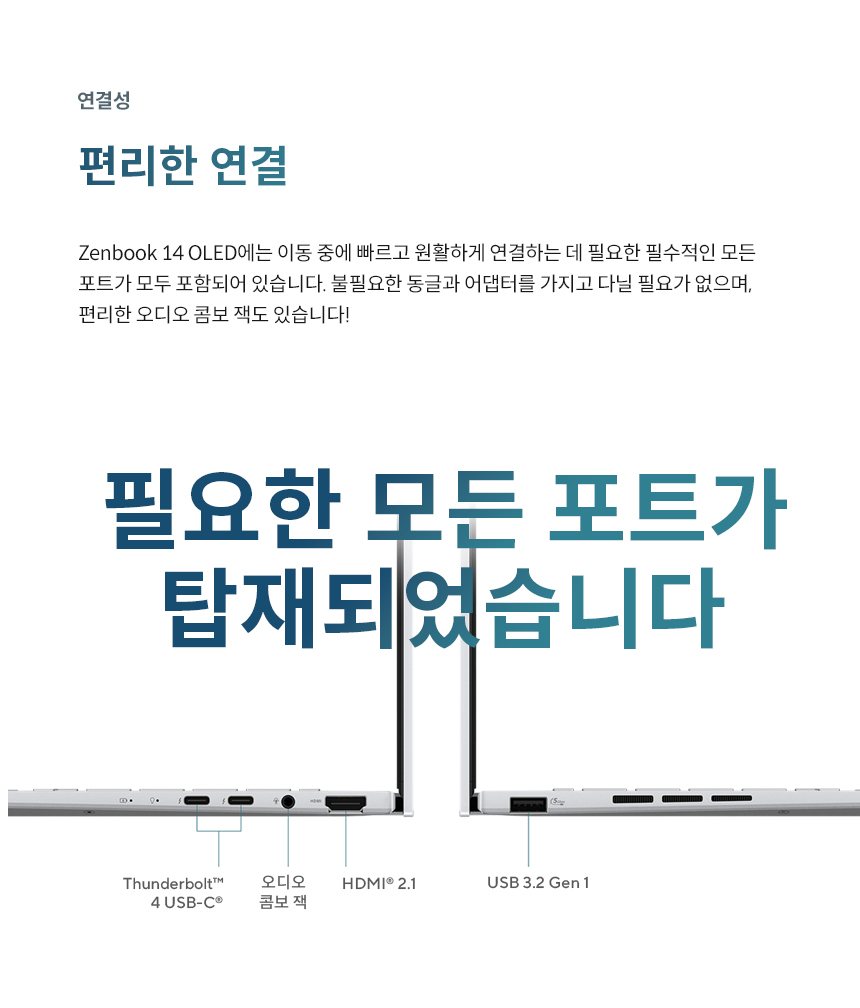 연결성
편리한 연결
Zenbook 14 OLED에는 이동 중에 빠르고 원활하게 연결하는 데 필요한 필수적인 모든
포트가 모두 포함되어 있습니다. 불필요한 동글과 어댑터를 가지고 다닐 필요가 없으며,
편리한 오디오 콤보 잭도 있습니다!
필요한 모든 포트가
탑재되었습니다
HDMI
Thunderbolt™
4 USB-C®
오디오
콤보 잭
HDMI® 2.1
USB 3.2 Gen 1